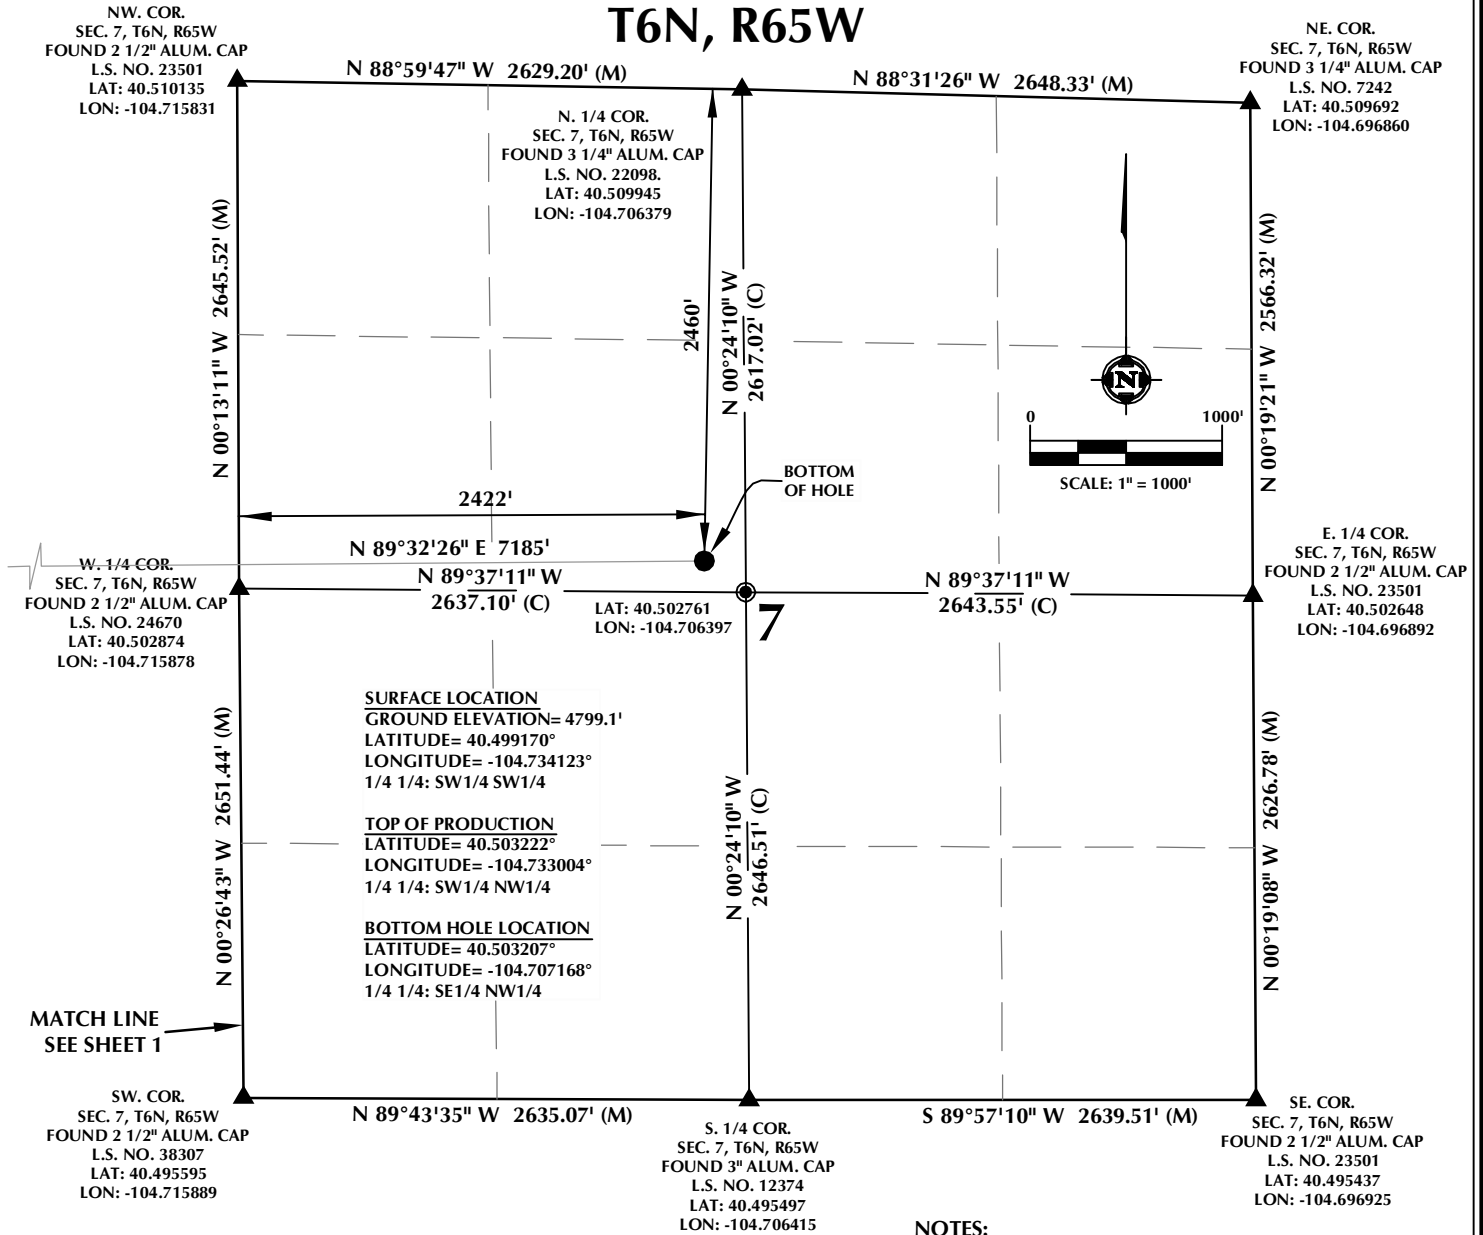 T6N, R65W
NW. COR.
SEC. 7, T6N, R65W
FOUND 2 1/2" ALUM. CAP
L.S. NO. 23501
LAT: 40.510135
LON: -104.715831
N 88°59'47" W 2629.20' (M)
N 88°31'26" W 2648.33' (M)
NE. COR.
SEC. 7, T6N, R65W
FOUND 3 1/4" ALUM. CAP
L.S. NO. 7242
LAT: 40.509692
LON: -104.696860
N. 1/4 COR.
SEC. 7, T6N, R65W
FOUND 3 1/4" ALUM. CAP
L.S. NO. 22098.
LAT: 40.509945
LON: -104.706379
N 00°13'11" W 2645.52' (M)
2460'
N 00°24'10" W
2617.02' (C)
N 00°19'21" W 2566.32' (M)
N
0 1000'
SCALE: 1" = 1000'
BOTTOM
OF HOLE
2422'
N 89°32'26" E 7185'
W. 1/4 COR.
SEC. 7, T6N, R65W
FOUND 2 1/2" ALUM. CAP
L.S. NO. 24670
LAT: 40.502874
LON: -104.715878
N 89°37'11" W
2637.10' (C)
LAT: 40.502761
LON: -104.706397
7
N 89°37'11" W
2643.55' (C)
E. 1/4 COR.
SEC. 7, T6N, R65W
FOUND 2 1/2" ALUM. CAP
L.S. NO. 23501
LAT: 40.502648
LON: -104.696892
SURFACE LOCATION
GROUND ELEVATION= 4799.1'
LATITUDE= 40.499170°
LONGITUDE= -104.734123°
1/4 1/4: SW1/4 SW1/4
TOP OF PRODUCTION
LATITUDE= 40.503222°
LONGITUDE= -104.733004°
1/4 1/4: SW1/4 NW1/4
BOTTOM HOLE LOCATION
LATITUDE= 40.503207°
LONGITUDE= -104.707168°
1/4 1/4: SE1/4 NW1/4
N 00°26'43" W 2651.44' (M)
N 00°24'10" W
2646.51' (C)
N 00°19'08" W 2626.78' (M)
MATCH LINE
SEE SHEET 1
SW. COR.
SEC. 7, T6N, R65W
FOUND 2 1/2" ALUM. CAP
L.S. NO. 38307
LAT: 40.495595
LON: -104.715889
N 89°43'35" W 2635.07' (M)
S 89°57'10" W 2639.51' (M)
S. 1/4 COR.
SEC. 7, T6N, R65W
FOUND 3" ALUM. CAP
L.S. NO. 12374
LAT: 40.495497
LON: -104.706415
SE. COR.
SEC. 7, T6N, R65W
FOUND 2 1/2" ALUM. CAP
L.S. NO. 23501
LAT: 40.495437
LON: -104.696925
NOTES: